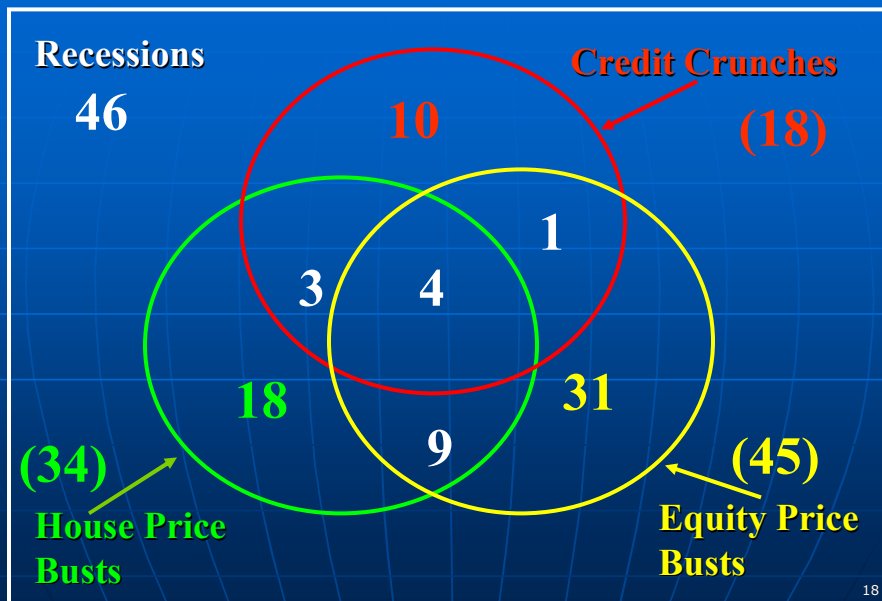 Recessions
46
Credit Crunches
(18)
10
1
3
4
18
31
9
(34)
House Price
Busts
(45)
Equity Price
Busts
18